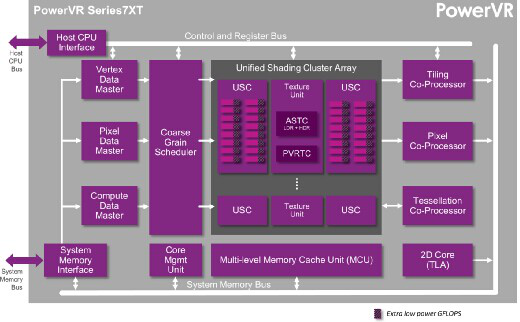 PowerVR Series7XT
PowerVR
Host CPU
Interface
Control and Register Bus
Host
CPU
Bus
Vertex
Data
Master
Pixel
Data
Master
Compute
Data
Master
Coarse
Grain
Scheduler
Unified Shading Cluster Array
USC
Texture
Unit
USC
ASTC
LDR + HDR
PVRTC
USC
Texture
Unit
USC
Tiling
Co-Processor
Pixel
Co-Processor
Tessellation
Co-Processor
System
Memory
Bus
System
Memory
Interface
Core
Mgmt
Unit
Multi-level Memory Cache Unit (MCU)
2D Core
(TLA)
System Memory Bus
Extra low power GFLOPS